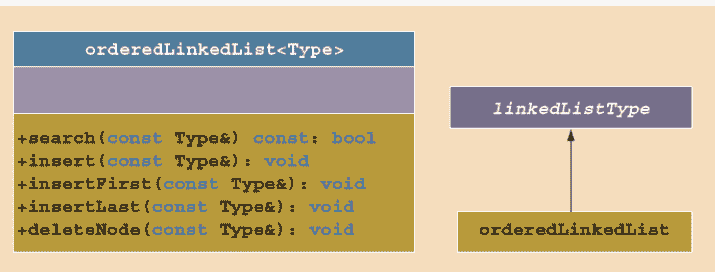 orderedLinkedList<Type>
+search(const Type&) const: bool
+insert(const Type&): void
+insertFirst(const Type&): void
+insertLast(const Type&): void
+deleteNode(const Type&): void
linkedListType
orderedLinkedList